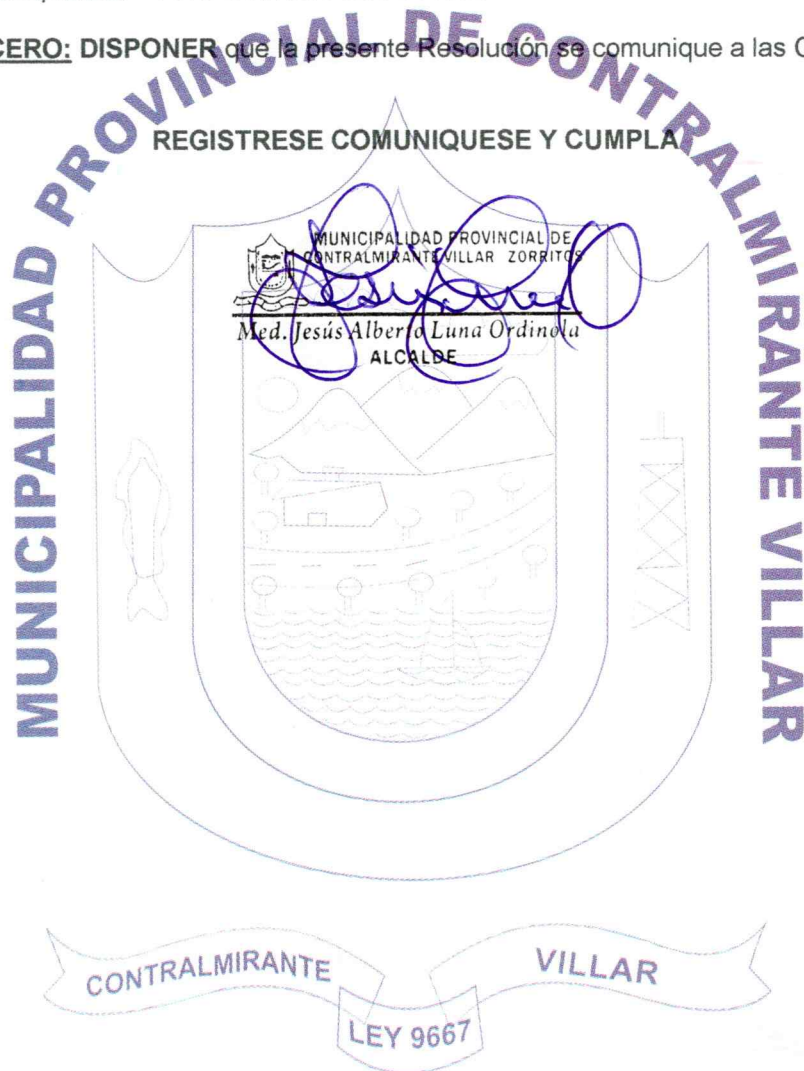 CERO: DISPONER que la presente Resolución se comunique a las
REGISTRESE COMUNIQUESE Y CUMPLA
MUNICIPALIDAD PROVINCIAL DE CONTRALMIRANTE VILLAR
MUNICIPALIDAD PROVINCIAL DE
CONTRALMIRANTE VILLAR ZORRITOS
Med. Jesús Alberto Luna Ordinola
ALCALDE
CONTRALMIRANTE VILLAR
LEY 9667